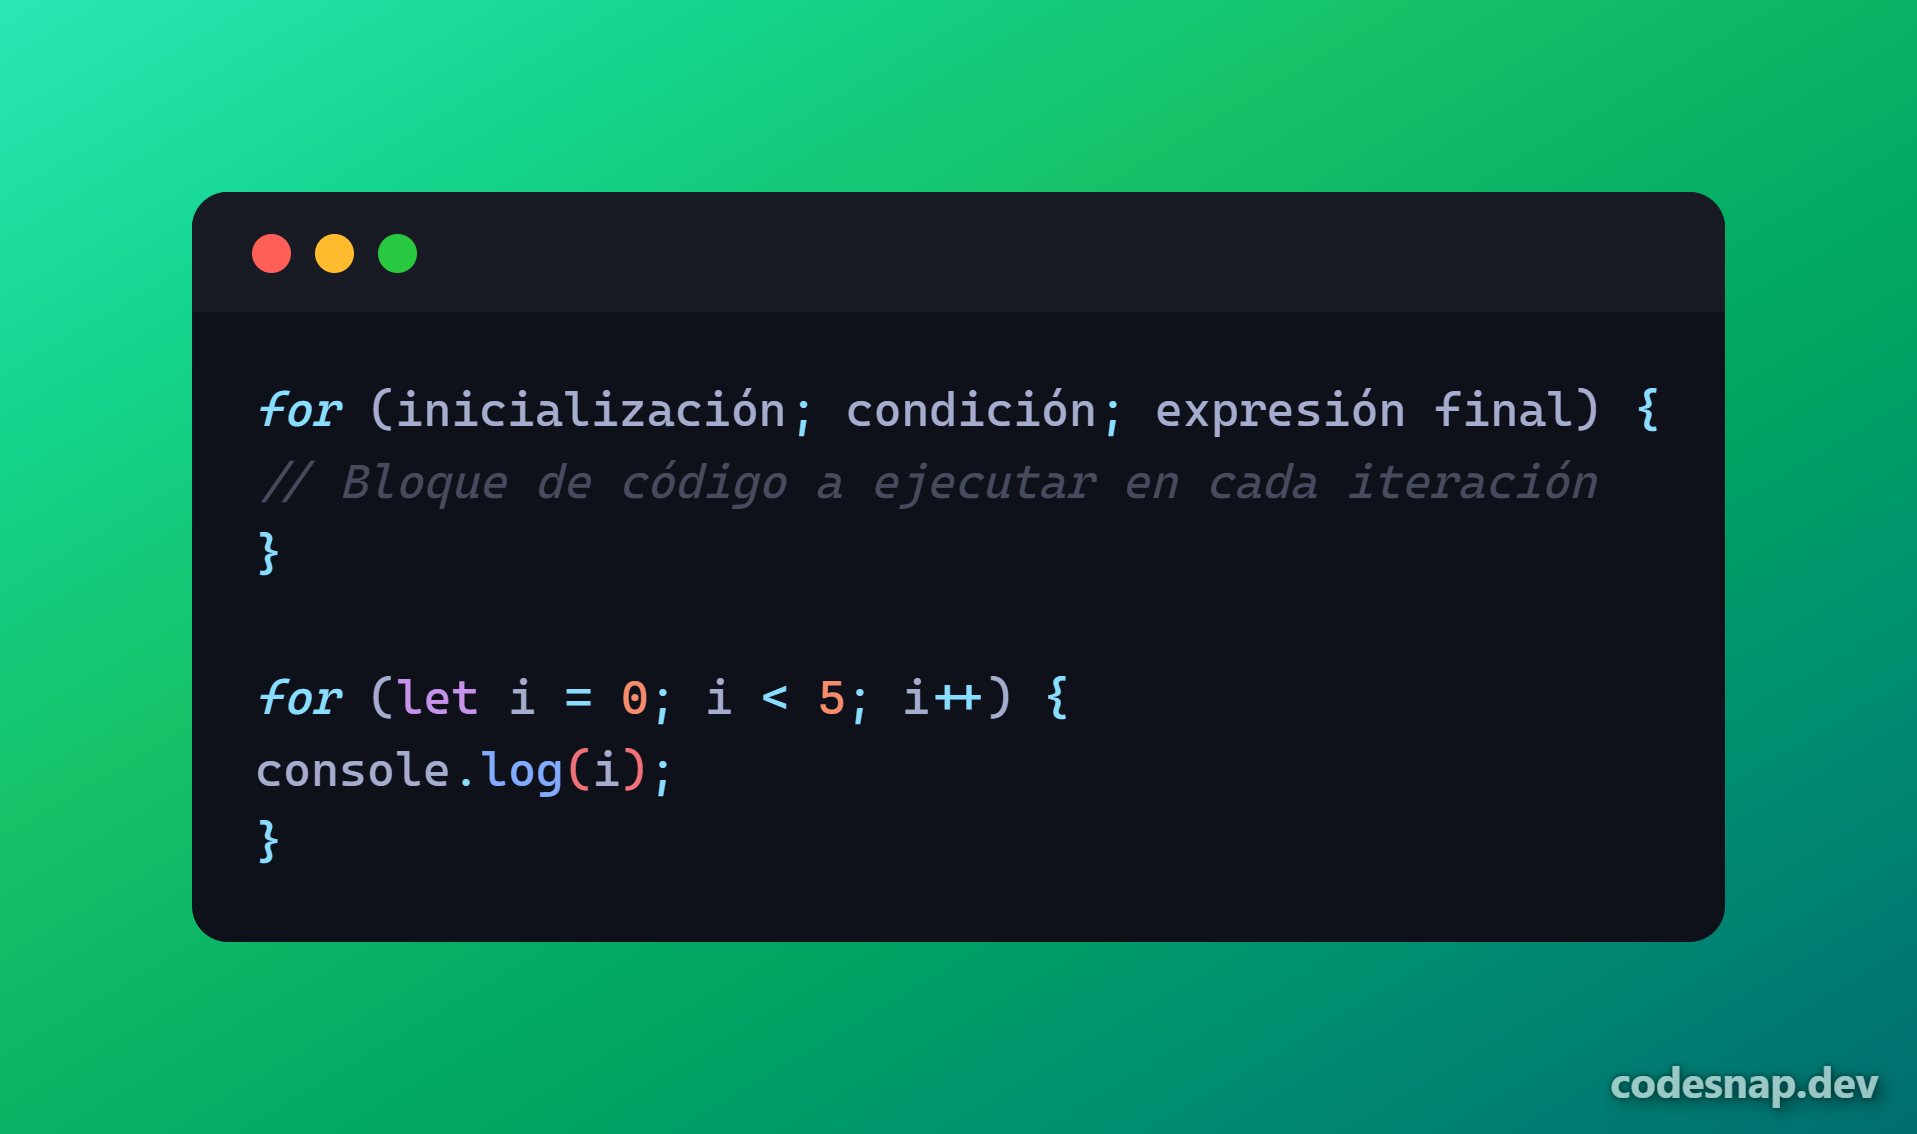 for (inicialización; condición; expresión final) {
// Bloque de código a ejecutar en cada iteración
}
for (let i = 0; i < 5; i++) {
console.log(i);
}
codesnap.dev